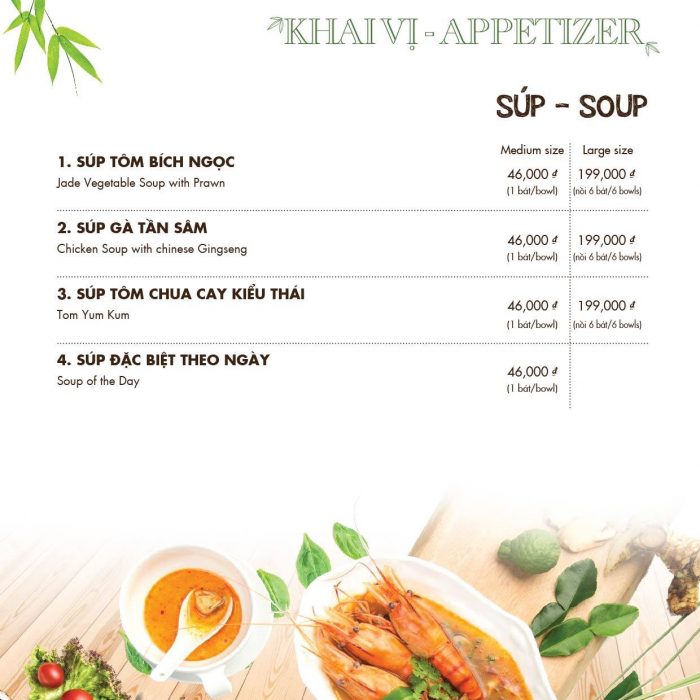 KHAI VỊ - APPETIZER
SÚP - SOUP
Medium size Large size
1. SÚP TÔM BÍCH NGỌC
Jade Vegetable Soup with Prawn
46,000 ₫ 199,000 ₫
(1 bát/bowl) (nồi 6 bát/6 bowls)
2. SÚP GÀ TẦN SÂM
Chicken Soup with chinese Gingseng
46,000 ₫ 199,000 ₫
(1 bát/bowl) (nồi 6 bát/6 bowls)
3. SÚP TÔM CHUA CAY KIỂU THÁI
Tom Yum Kum
46,000 ₫ 199,000 ₫
(1 bát/bowl) (nồi 6 bát/6 bowls)
4. SÚP ĐẶC BIỆT THEO NGÀY
Soup of the Day
46,000 ₫
(1 bát/bowl)